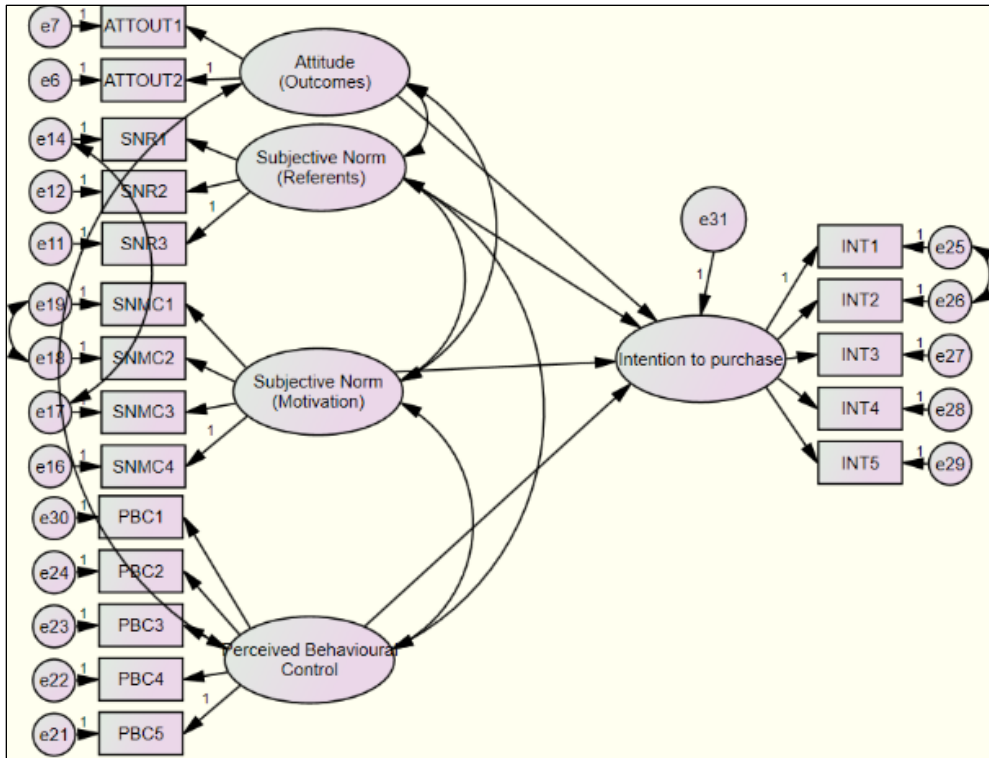 e7 1 ATTOUT1
e6 1 ATTOUT2 1
Attitude
(Outcomes)
e14 1 SNR1
e12 1 SNR2
e11 1 SNR3 1
Subjective Norm
(Referents)
e19 1 SNMC1
e18 1 SNMC2
e17 1 SNMC3
e16 1 SNMC4 1
Subjective Norm
(Motivation)
e30 1 PBC1
e24 1 PBC2
e23 1 PBC3
e22 1 PBC4
e21 1 PBC5 1
Perceived Behavioural
Control
e31
1
Intention to purchase
1 INT1 1 e25
INT2 1 e26
INT3 1 e27
INT4 1 e28
INT5 1 e29